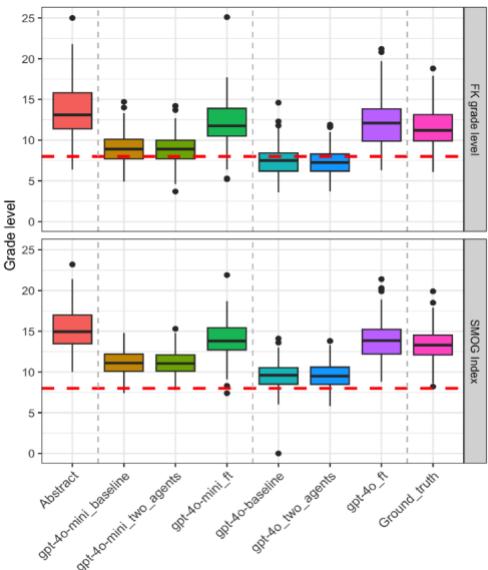 25
20
15
10
5
0
FK grade level
Grade level
25
20
15
10
5
0
SMOG Index
Abstract
gpt-4o-mini_baseline
gpt-4o-mini_two_agents
gpt-4o-mini_ft
gpt-4o-baseline
gpt-4o_two_agents
gpt-4o_ft
Ground_truth